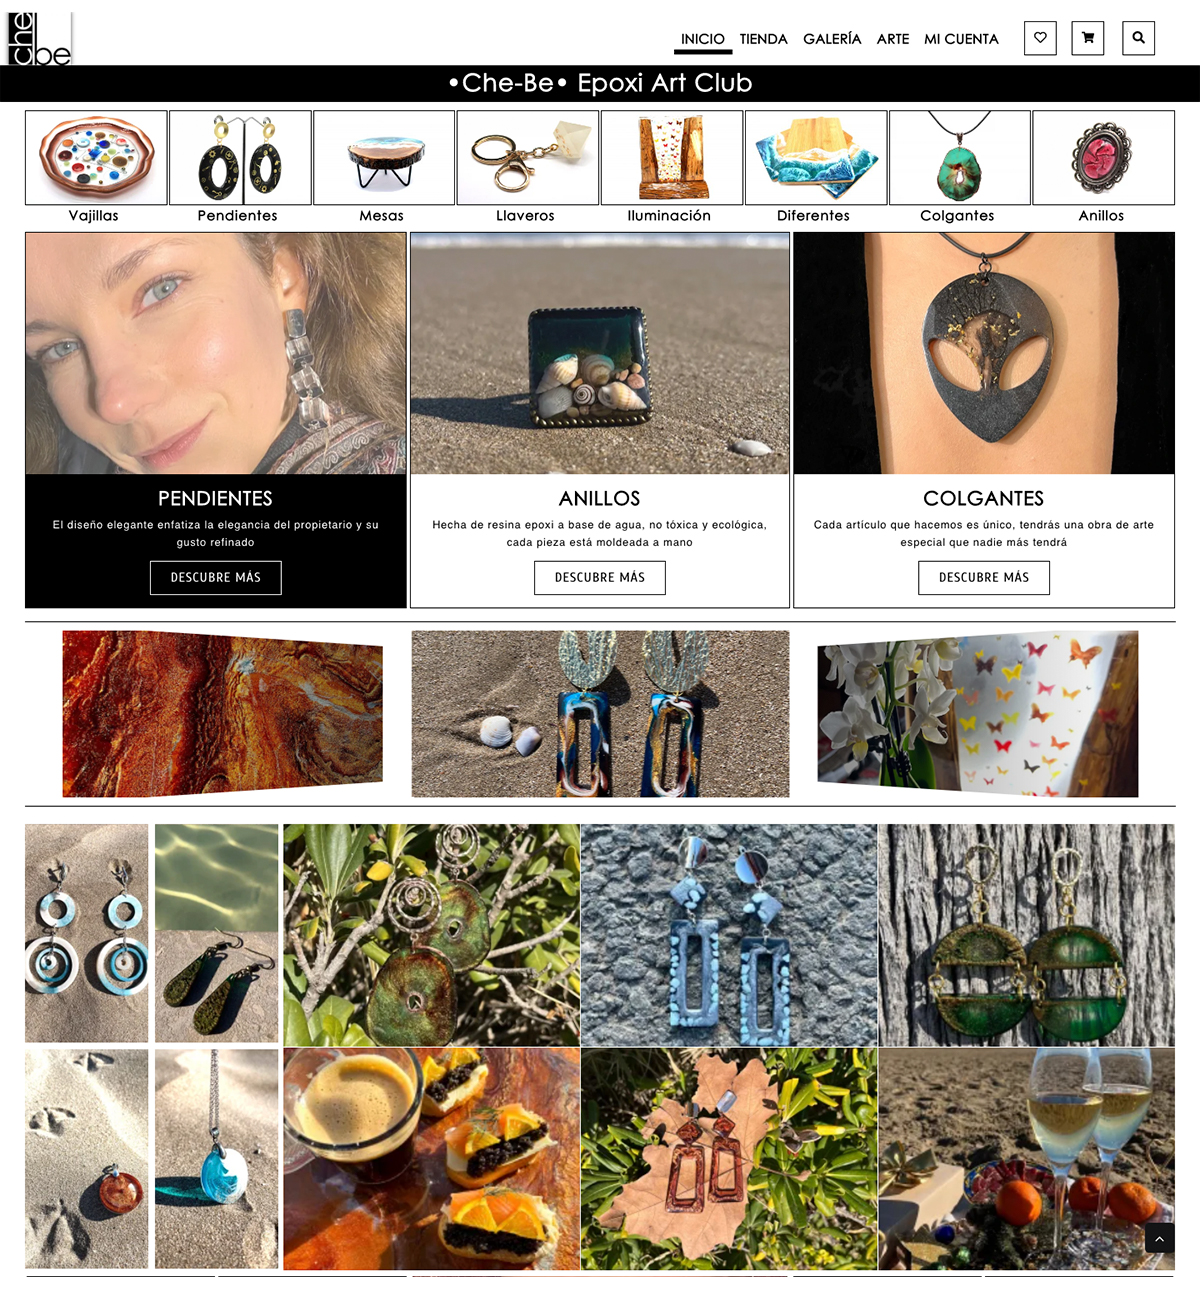 che
be
INICIO TIENDA GALERÍA ARTE MI CUENTA
•Che-Be• Epoxi Art Club
Vajillas Pendientes Mesas Llaveros Iluminación Diferentes Colgantes Anillos
PENDIENTES
El diseño elegante enfatiza la elegancia del propietario y su
gusto refinado
DESCUBRE MÁS
ANILLOS
Hecha de resina epoxi a base de agua, no tóxica y ecológica,
cada pieza está moldeada a mano
DESCUBRE MÁS
COLGANTES
Cada artículo que hacemos es único, tendrás una obra de arte
especial que nadie más tendrá
DESCUBRE MÁS